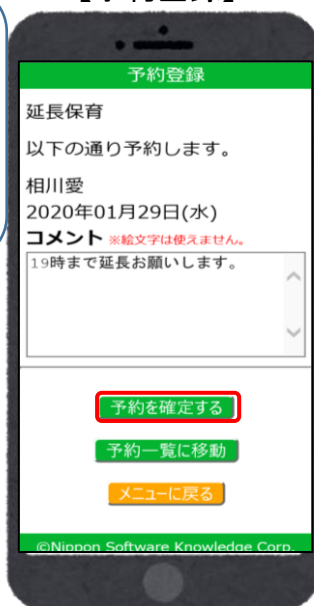 予約登録
延長保育
以下の通り予約します。
相川愛
2020年01月29日(水)
コメント ※絵文字は使えません。
19時まで延長お願いします。
予約を確定する
予約一覧に移動
メニューに戻る
©Nippon Software Knowledge Corp.